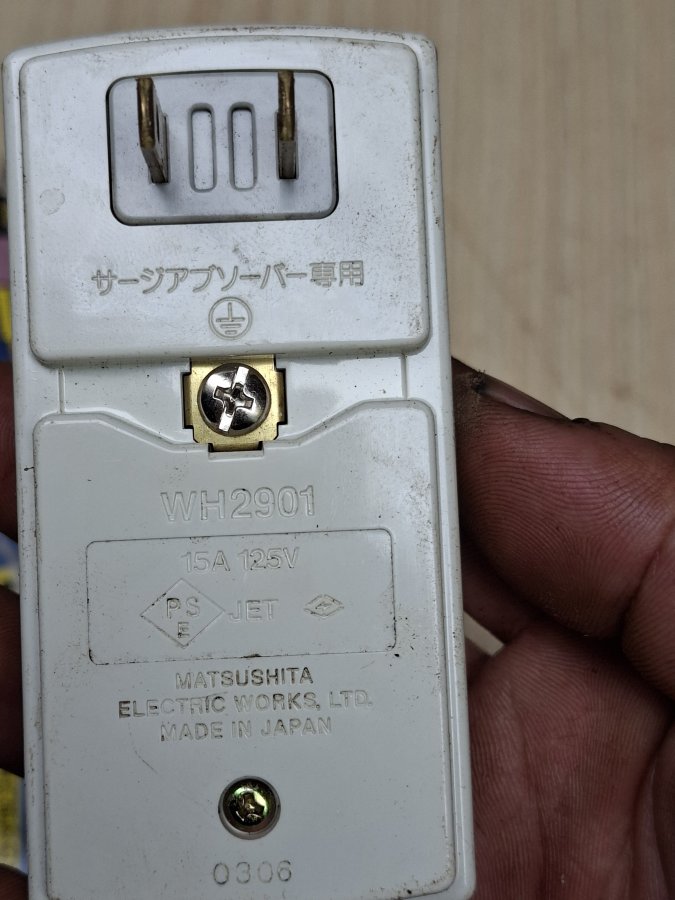 サージアブソーバー専用
WH2901
15A 125V
PS
E
JET
MATSUSHITA
ELECTRIC WORKS, LTD.
MADE IN JAPAN
0306